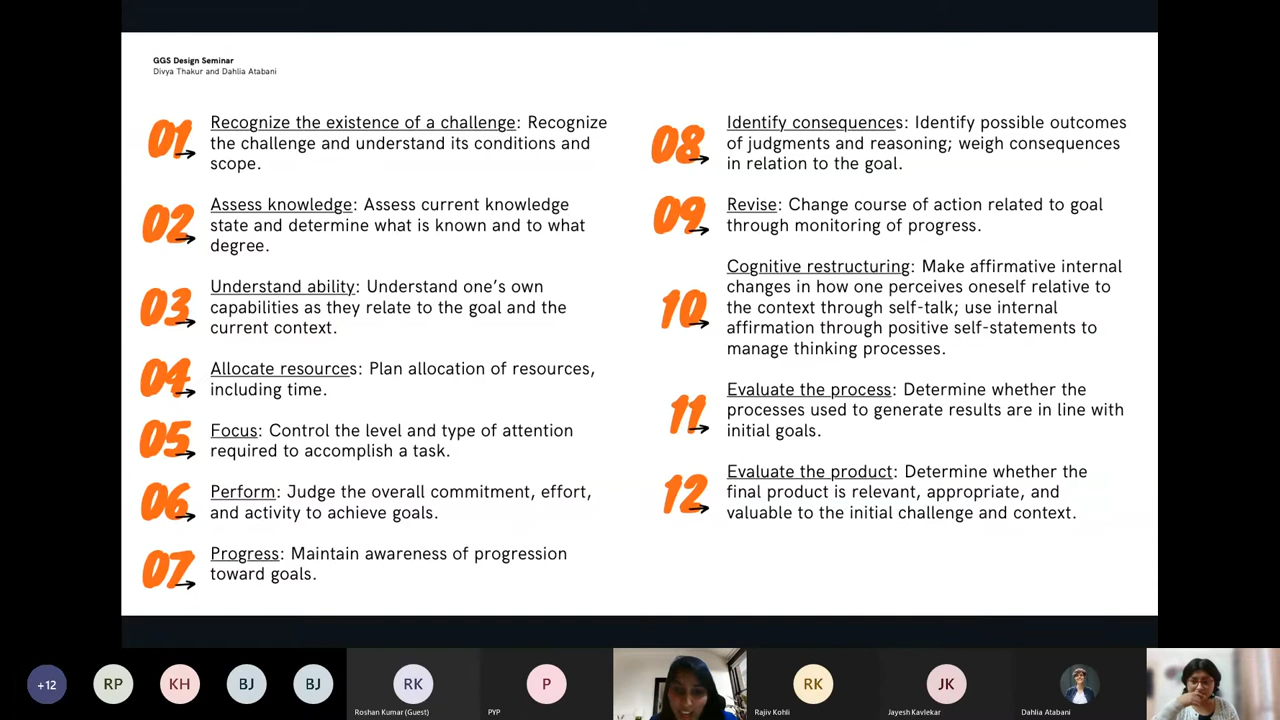 GGS Design Seminar
Divya Thakur and Dahlia Atabani
01
Recognize the existence of a challenge: Recognize
the challenge and understand its conditions and
scope.
02
Assess knowledge: Assess current knowledge
state and determine what is known and to what
degree.
03
Understand ability: Understand one's own
capabilities as they relate to the goal and the
current context.
04
Allocate resources: Plan allocation of resources,
including time.
05
Focus: Control the level and type of attention
required to accomplish a task.
06
Perform: Judge the overall commitment, effort,
and activity to achieve goals.
07
Progress: Maintain awareness of progression
toward goals.
08
Identify consequences: Identify possible outcomes
of judgments and reasoning; weigh consequences
in relation to the goal.
09
Revise: Change course of action related to goal
through monitoring of progress.
10
Cognitive restructuring: Make affirmative internal
changes in how one perceives oneself relative to
the context through self-talk; use internal
affirmation through positive self-statements to
manage thinking processes.
11
Evaluate the process: Determine whether the
processes used to generate results are in line with
initial goals.
12
Evaluate the product: Determine whether the
final product is relevant, appropriate, and
valuable to the initial challenge and context.
+12
RP
KH
BJ
BJ
RK
Roshan Kumar (Guest)
P
PYP
RK
Rajiv Kohli
JK
Jayesh Kavlekar
Dahlia Atabani